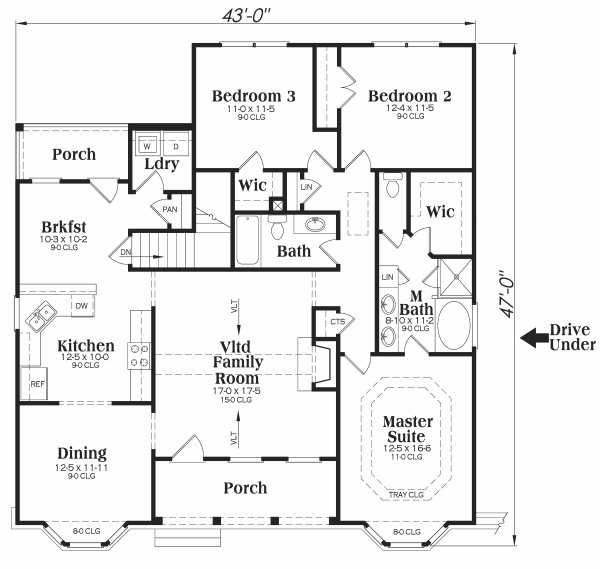 43'-0"
Bedroom 3
11-0 x 11-5
9-0 CLG
Bedroom 2
12-4 x 11-5
9-0 CLG
Porch
W
D
Ldry
Wic
LIN
PAN
Wic
Brkfst
10-3 x 10-2
9-0 CLG
DN
Bath
LIN
M
Bath
8-10 x 11-2
9-0 CLG
47'-0"
Drive
Under
DW
VLT
CTS
Kitchen
12-5 x 10-0
9-0 CLG
REF
Vltd
Family
Room
17-0 x 17-5
15-0 CLG
VLT
Master
Suite
12-5 x 16-6
11-0 CLG
TRAY CLG
Dining
12-5 x 11-11
9-0 CLG
Porch
8-0 CLG
8-0 CLG